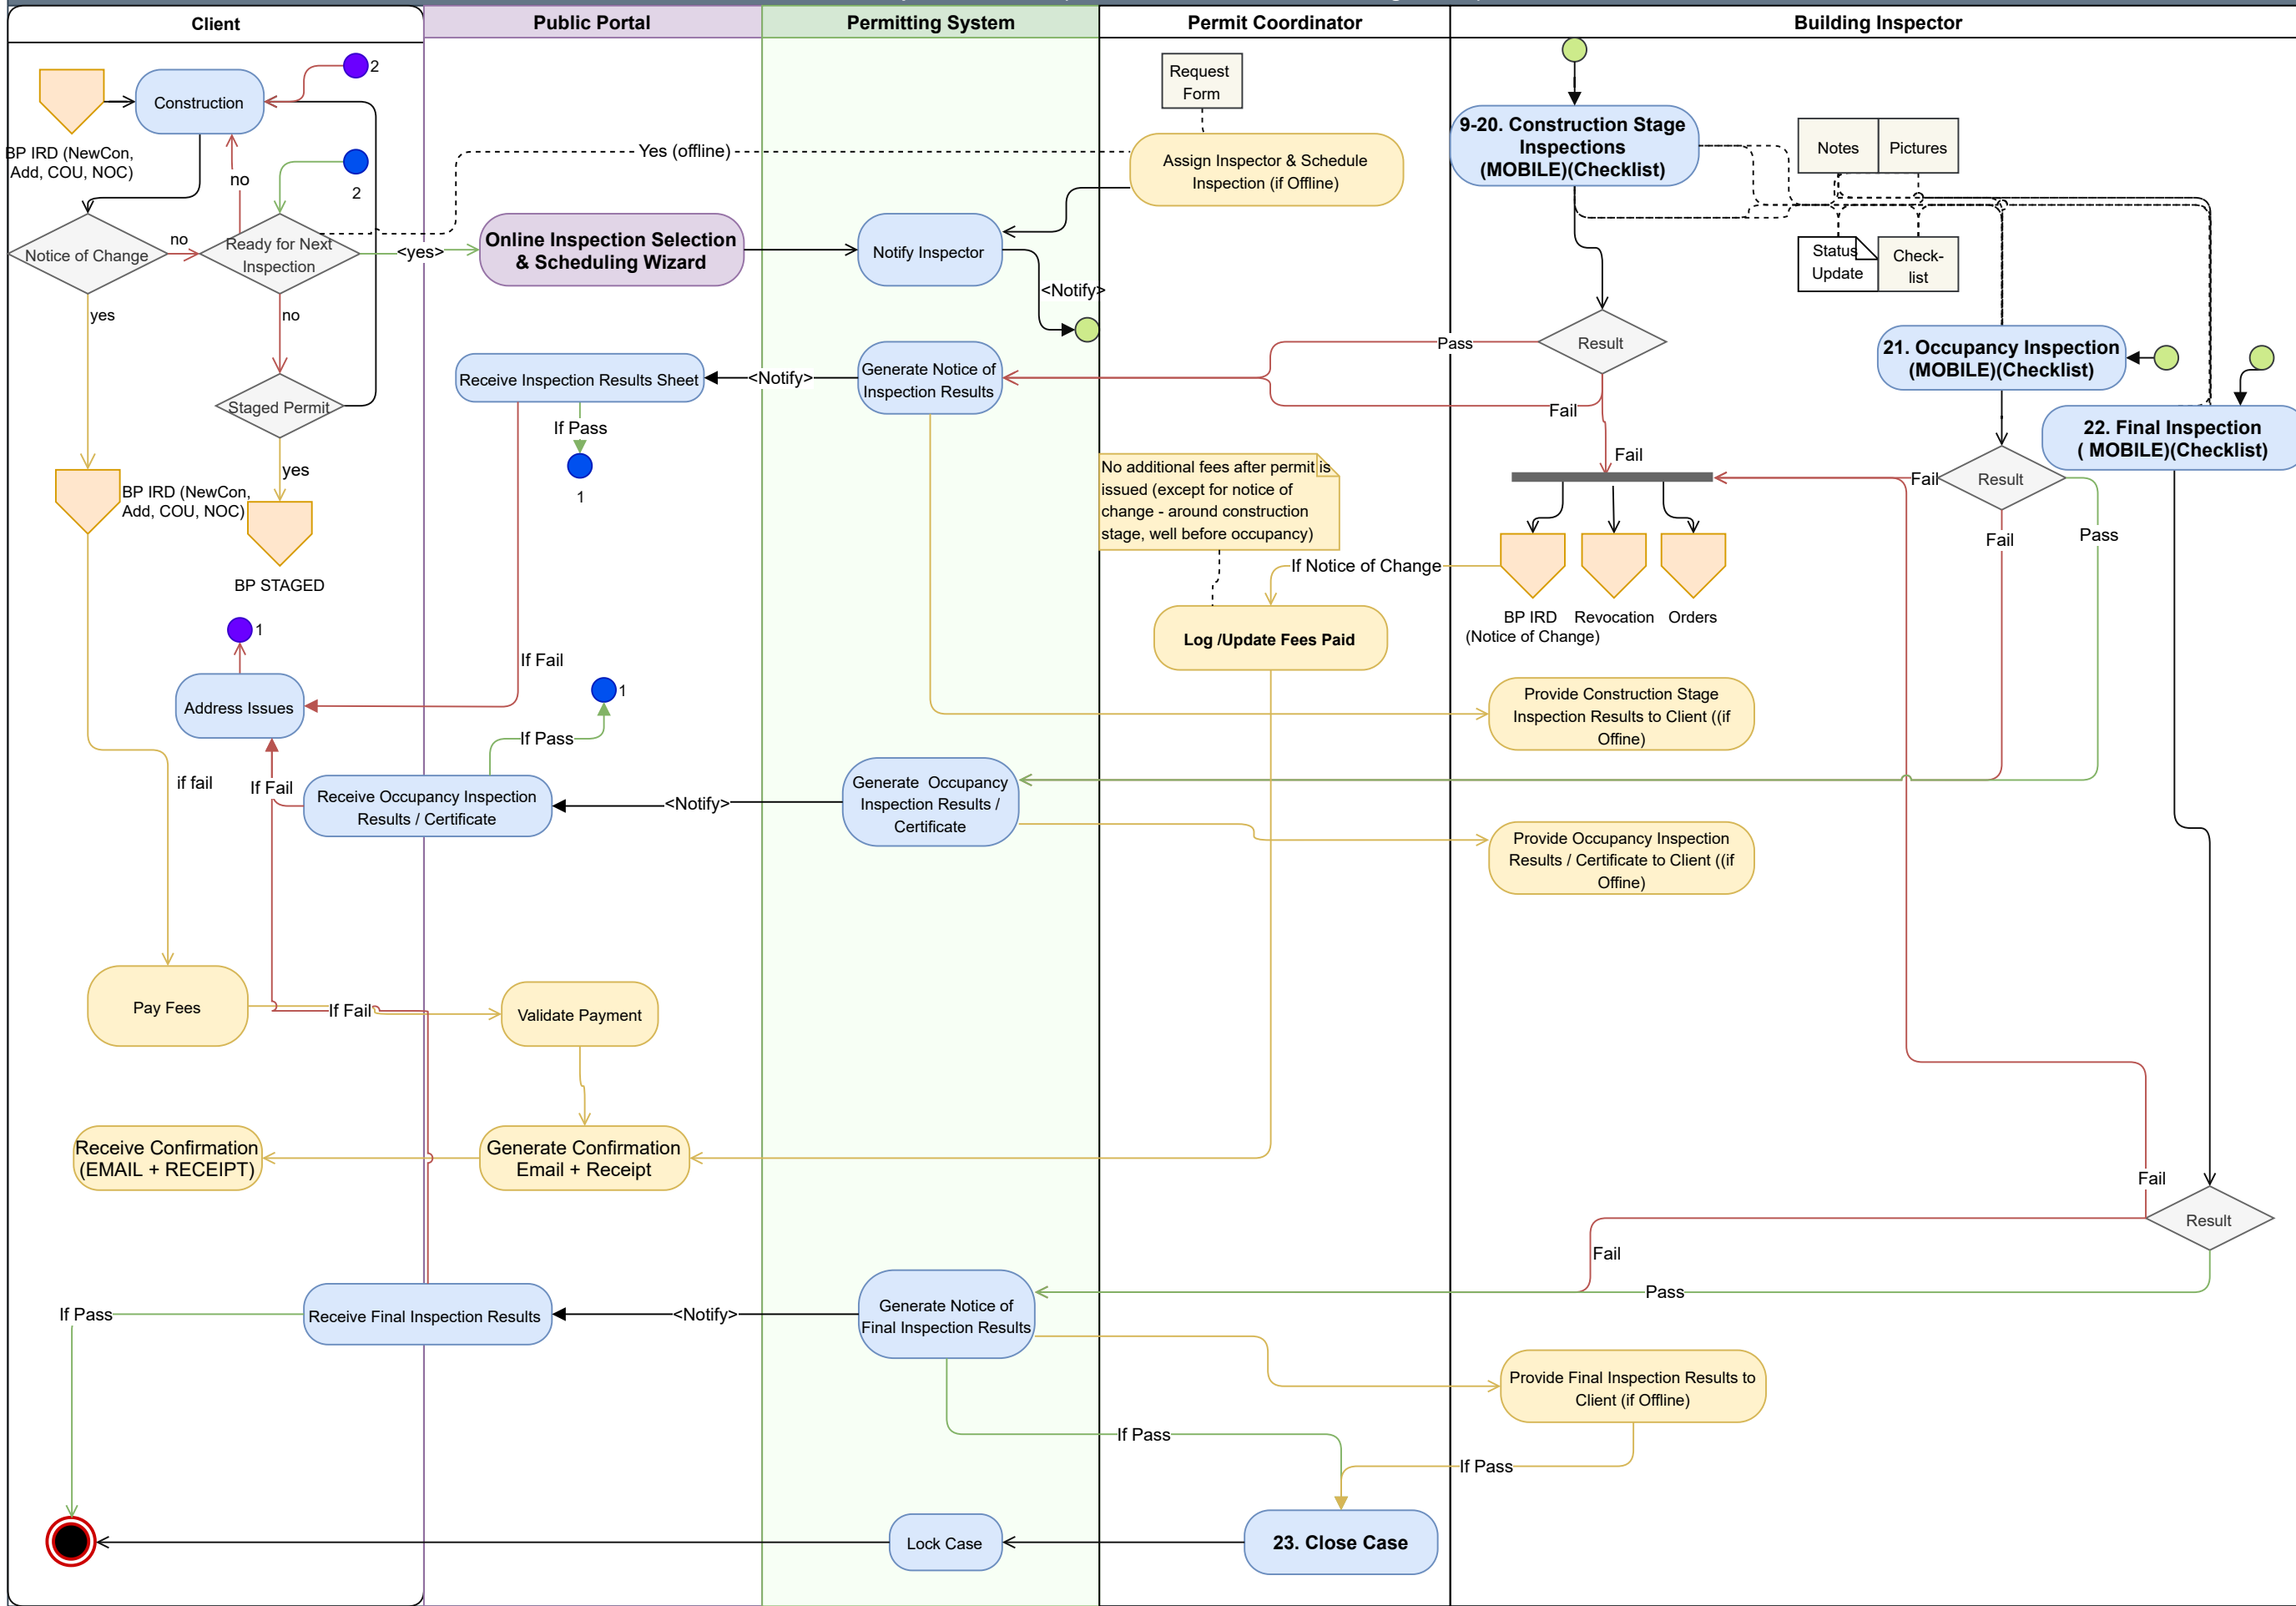 Client
Public Portal
Permitting System
Permit Coordinator
Building Inspector
2
Construction
BP IRD (NewCon,
Add, COU, NOC)
no
2
Yes (offline)
Request
Form
Assign Inspector & Schedule
Inspection (if Offline)
9-20. Construction Stage
Inspections
(MOBILE)(Checklist)
Notes
Pictures
Status
Update
Check-
list
Notice of Change
no
Ready for Next
Inspection
<yes>
Online Inspection Selection
& Scheduling Wizard
Notify Inspector
<Notify>
yes
no
Staged Permit
yes
BP IRD (NewCon,
Add, COU, NOC)
BP STAGED
Receive Inspection Results Sheet
<Notify>
Generate Notice of
Inspection Results
Pass
Result
Fail
Fail
21. Occupancy Inspection
(MOBILE)(Checklist)
22. Final Inspection
( MOBILE)(Checklist)
If Pass
1
No additional fees after permit is
issued (except for notice of
change - around construction
stage, well before occupancy)
Fail
Result
Fail
Pass
If Notice of Change
BP IRD
(Notice of Change)
Revocation
Orders
Log /Update Fees Paid
1
If Fail
Address Issues
1
If Pass
Provide Construction Stage
Inspection Results to Client ((if
Offine)
if fail
If Fail
Receive Occupancy Inspection
Results / Certificate
<Notify>
Generate  Occupancy
Inspection Results /
Certificate
Provide Occupancy Inspection
Results / Certificate to Client ((if
Offine)
Pay Fees
If Fail
Validate Payment
Receive Confirmation
(EMAIL + RECEIPT)
Generate Confirmation
Email + Receipt
Fail
Result
Fail
Pass
If Pass
Receive Final Inspection Results
<Notify>
Generate Notice of
Final Inspection Results
Provide Final Inspection Results to
Client (if Offline)
If Pass
If Pass
Lock Case
23. Close Case